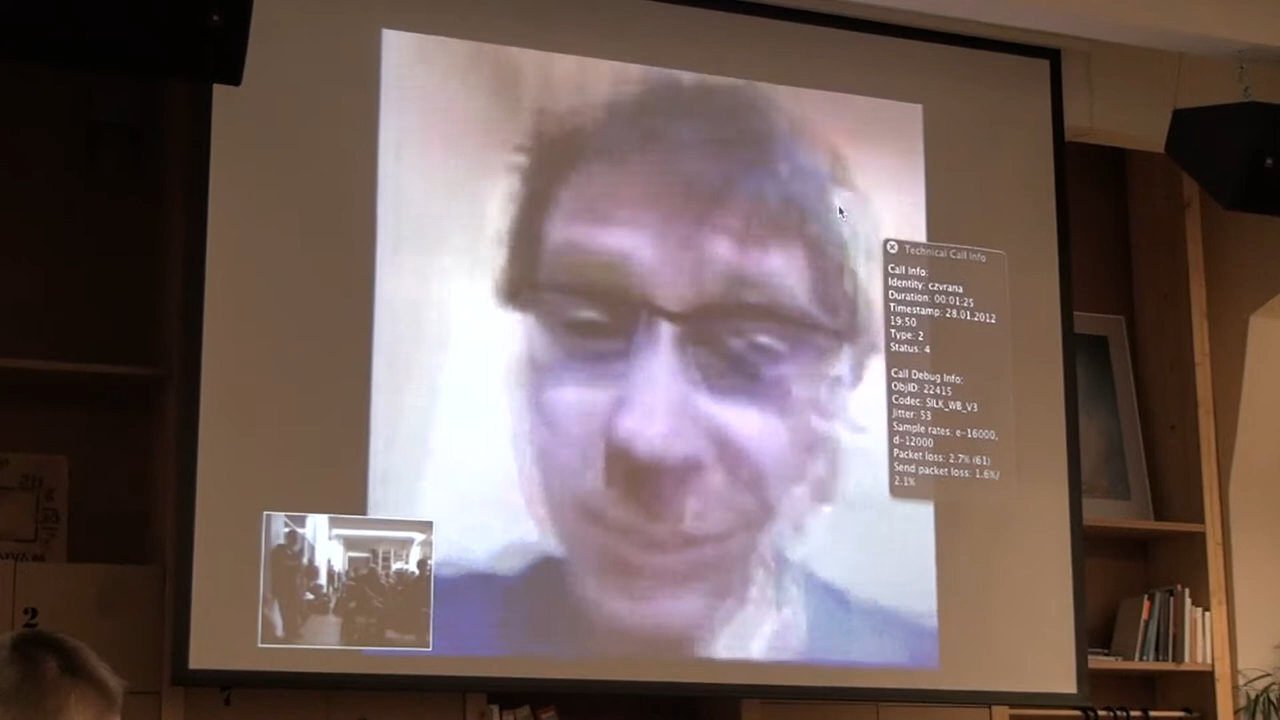 Technical Call Info
Call Info:
Identity: czvrana
Duration: 00:01:25
Timestamp: 28.01.2012
19:50
Type: 2
Status: 4
Call Debug Info:
ObjID: 22415
Codec: SILK_WB_V3
Jitter: 53
Sample rates: e-16000,
d-12000
Packet loss: 2.7% (61)
Send packet loss: 1.6%/
2.1%
2